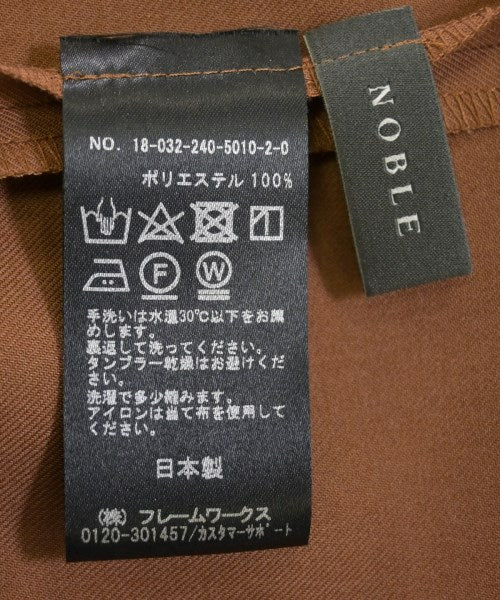 NO. 18-032-240-5010-2-0
ポリエステル 100%
F
W
手洗いは水温30℃以下をお薦
めします。
裏返して洗ってください。
タンブラー乾燥はお避けくだ
さい。
洗濯で多少縮みます。
アイロンは当て布を使用して
ください。
日本製
(株) フレームワークス
0120-301457/カスタマーサポート
NOBLE